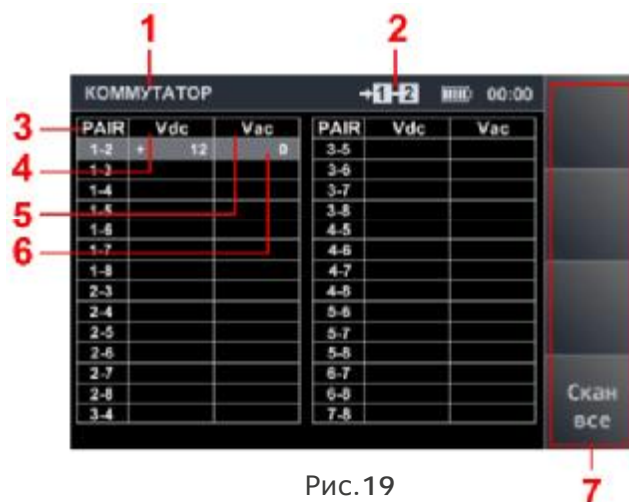 1 2
КОММУТАТОР →1-2 00:00
3 PAIR Vdc Vac PAIR Vdc Vac
1-2 + 12 0 3-5
4 1-3 3-6
1-4 3-7
5 1-5 3-8
1-6 4-5
6 1-7 4-6
1-8 4-7
2-3 4-8
2-4 5-6
2-5 5-7
2-6 5-8
2-7 6-7
2-8 6-8
3-4 7-8
Скан
все
Рис.19
7